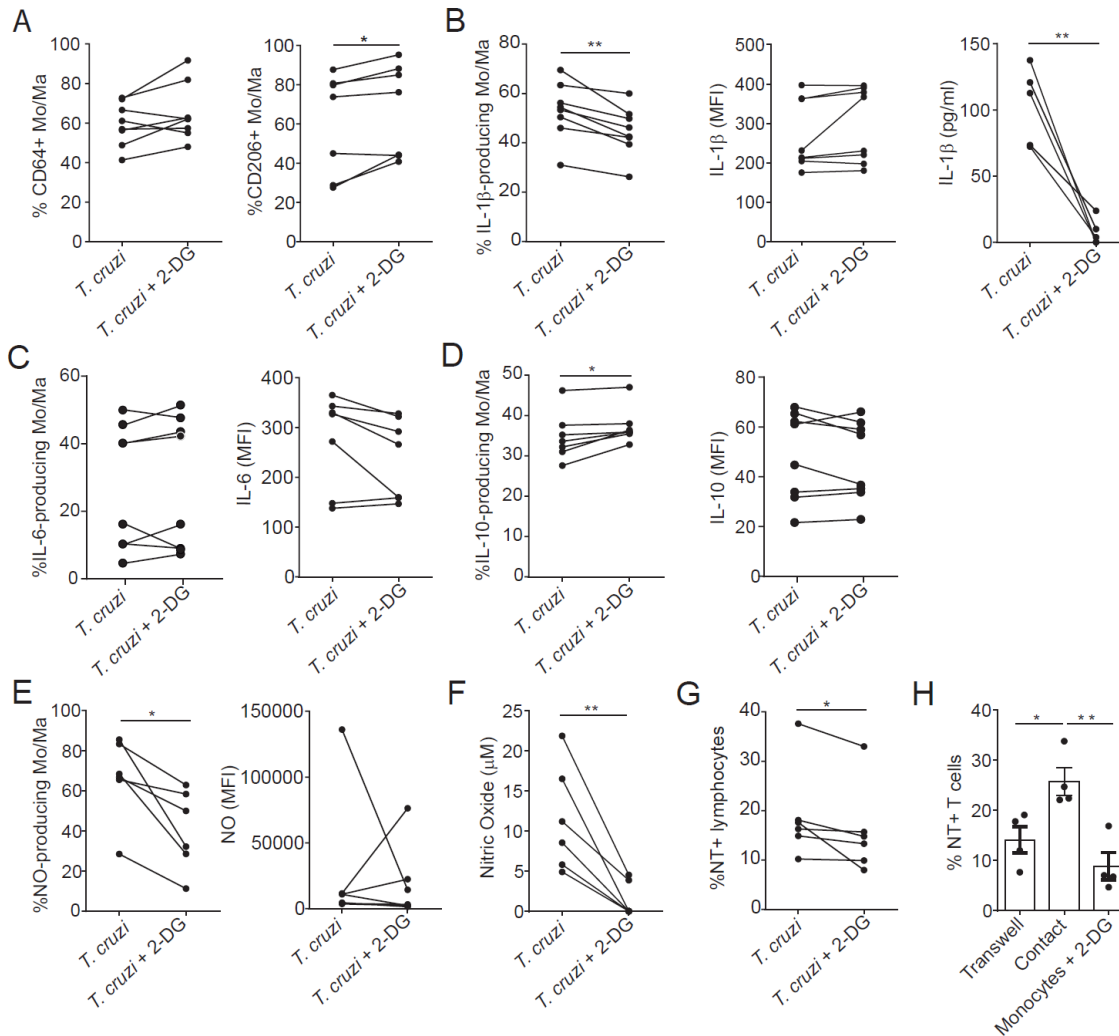 A
% CD64+ Mo/Ma
100
80
60
40
20
0
T. cruzi
T. cruzi + 2-DG
%CD206+ Mo/Ma
100
80
60
40
20
0
*
T. cruzi
T. cruzi + 2-DG
B
% IL-1β-producing Mo/Ma
80
60
40
20
0
**
T. cruzi
T. cruzi + 2-DG
IL-1β (MFI)
500
400
300
200
100
0
T. cruzi
T. cruzi + 2-DG
IL-1β (pg/ml)
150
100
50
0
**
T. cruzi
T. cruzi + 2-DG
C
%IL-6-producing Mo/Ma
60
40
20
0
T. cruzi
T. cruzi + 2-DG
IL-6 (MFI)
400
300
200
100
0
T. cruzi
T. cruzi + 2-DG
D
%IL-10-producing Mo/Ma
50
40
30
20
10
0
*
T. cruzi
T. cruzi + 2-DG
IL-10 (MFI)
80
60
40
20
0
T. cruzi
T. cruzi + 2-DG
E
%NO-producing Mo/Ma
100
80
60
40
20
0
*
T. cruzi
T. cruzi + 2-DG
NO (MFI)
150000
100000
50000
0
T. cruzi
T. cruzi + 2-DG
F
Nitric Oxide (µM)
25
20
15
10
5
0
**
T. cruzi
T. cruzi + 2-DG
G
%NT+ lymphocytes
40
30
20
10
0
*
T. cruzi
T. cruzi + 2-DG
H
% NT+ T cells
40
30
20
10
0
*
**
Transwell
Contact
Monocytes + 2-DG